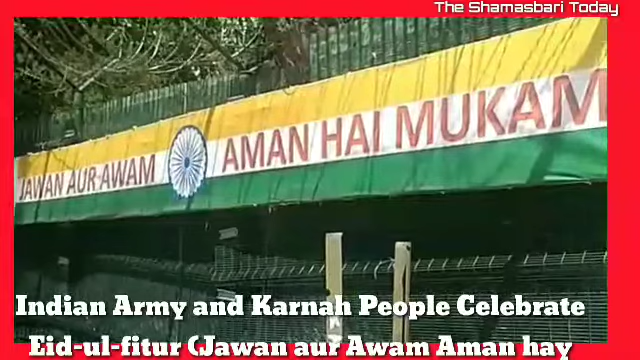 The Shamasbari Today
JAWAN AUR AWAM AMAN HAI MUKAM
Indian Army and Karnah People Celebrate
Eid-ul-fitur (Jawan aur Awam Aman hay